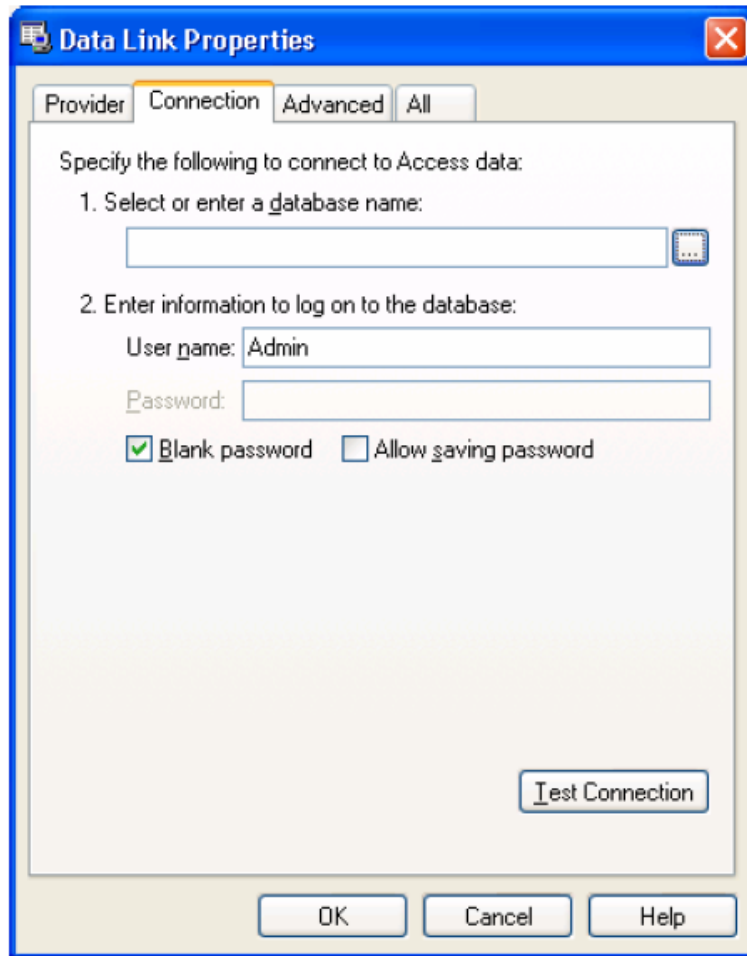 Data Link Properties
Provider Connection Advanced All
Specify the following to connect to Access data:
1. Select or enter a database name:
...
2. Enter information to log on to the database:
User name: Admin
Password:
Blank password Allow saving password
Test Connection
OK Cancel Help